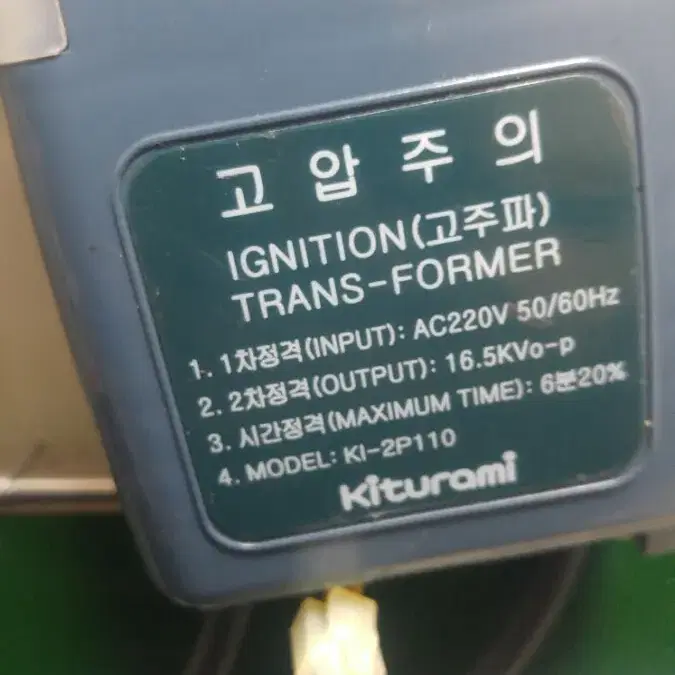 고압주의
IGNITION(고주파)
TRANS-FORMER
1. 1차정격(INPUT): AC220V 50/60Hz
2. 2차정격(OUTPUT): 16.5KVo-p
3. 시간정격(MAXIMUM TIME): 6분20%
4. MODEL: KI-2P110
Kiturami